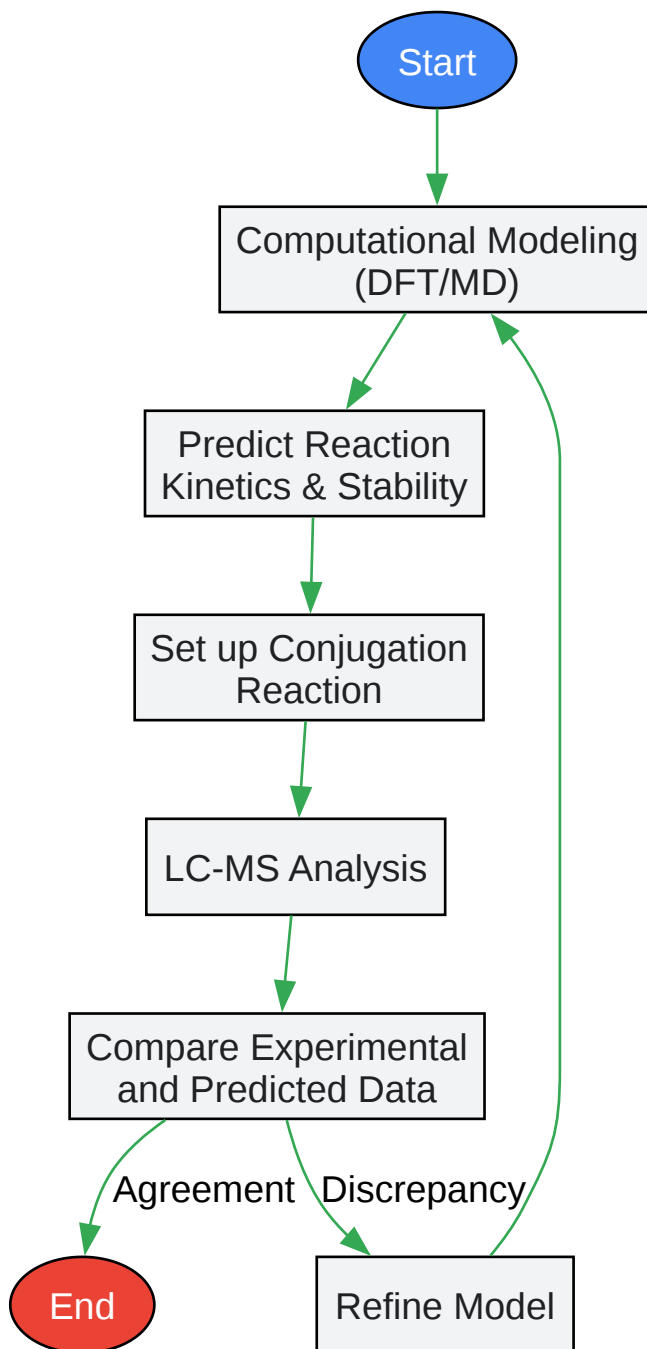 Start
Computational Modeling
(DFT/MD)
Predict Reaction
Kinetics & Stability
Set up Conjugation
Reaction
LC-MS Analysis
Compare Experimental
and Predicted Data
Agreement
Discrepancy
End
Refine Model